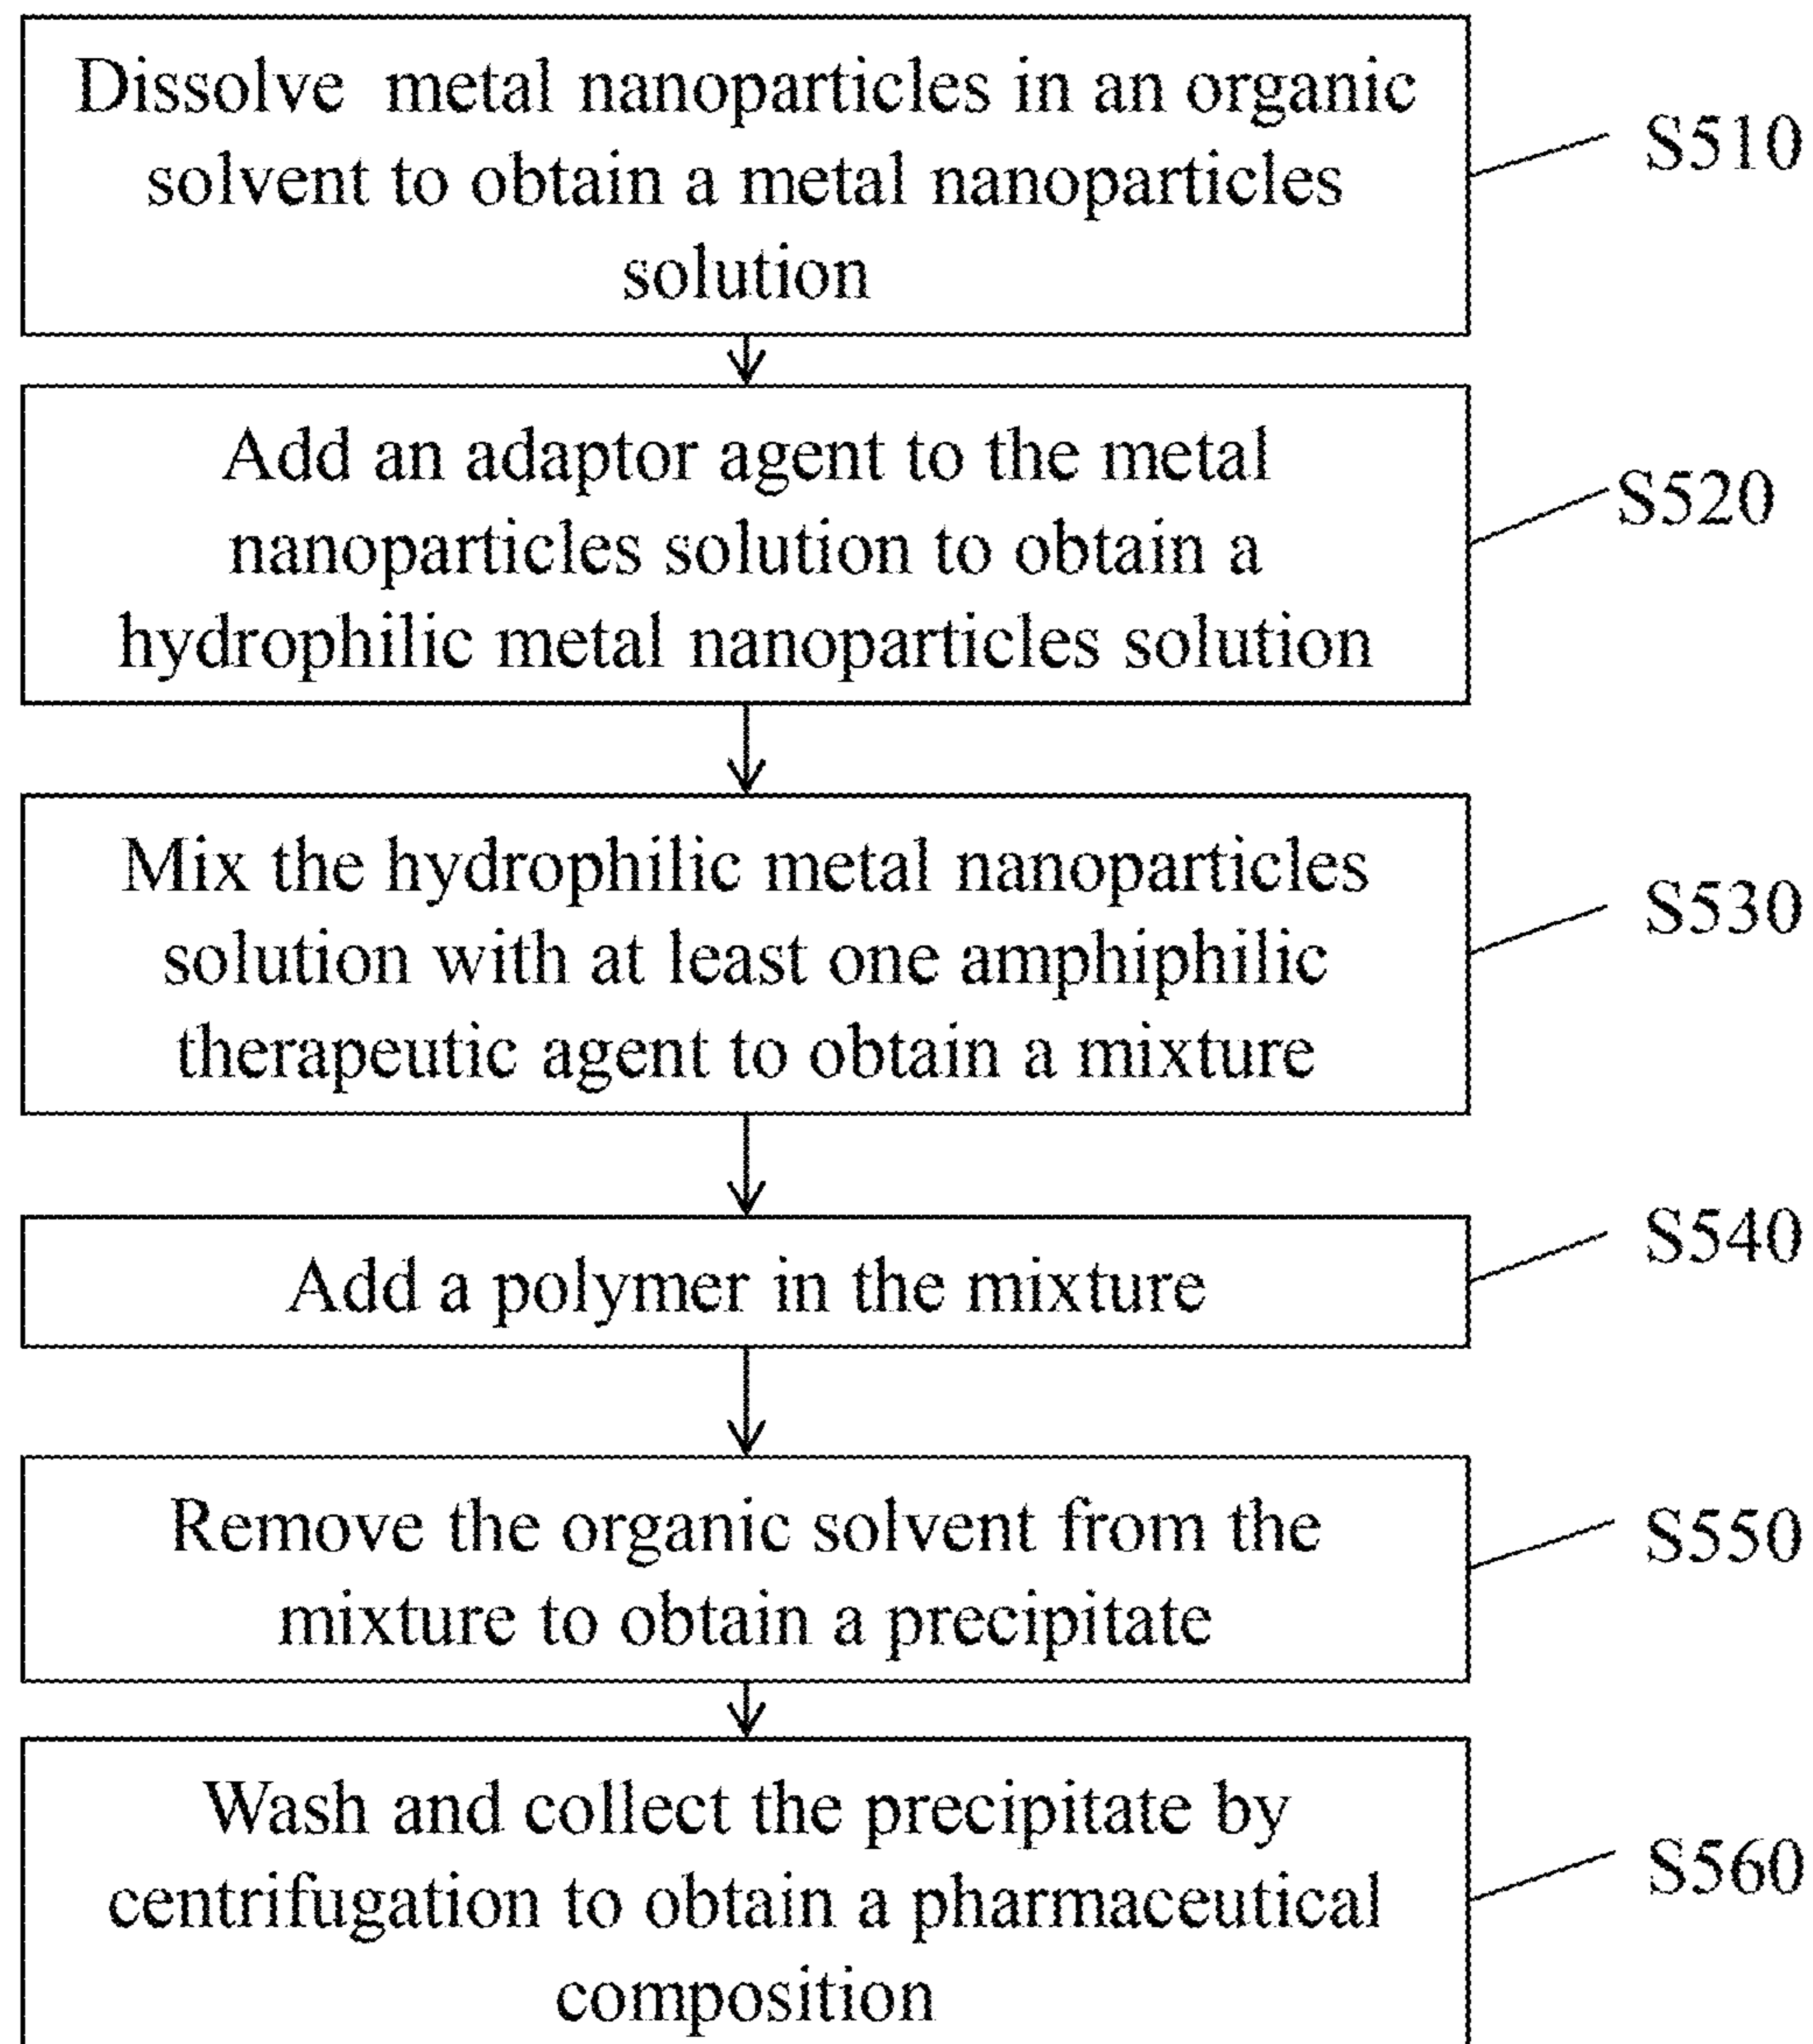 Dissolve metal nanoparticles in an organic
solvent to obtain a metal nanoparticles
solution
S510
Add an adaptor agent to the metal
nanoparticles solution to obtain a
hydrophilic metal nanoparticles solution
S520
Mix the hydrophilic metal nanoparticles
solution with at least one amphiphilic
therapeutic agent to obtain a mixture
S530
Add a polymer in the mixture
S540
Remove the organic solvent from the
mixture to obtain a precipitate
S550
Wash and collect the precipitate by
centrifugation to obtain a pharmaceutical
composition
S560